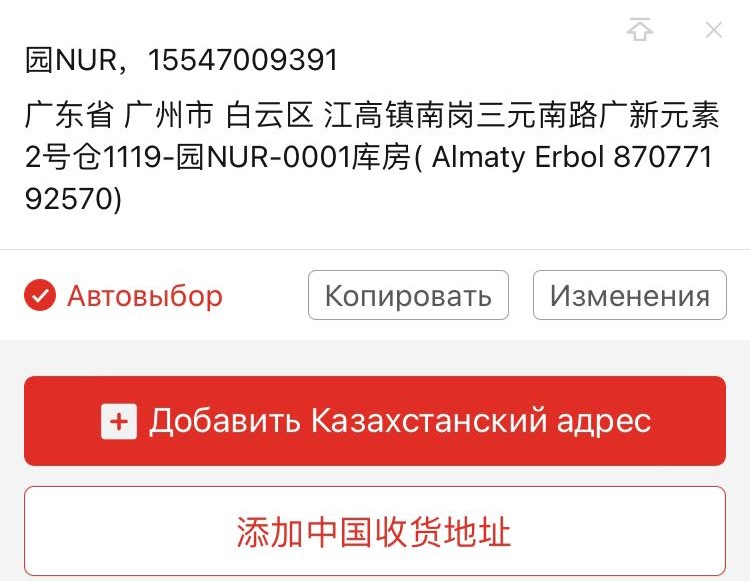 园NUR，15547009391
广东省 广州市 白云区 江高镇南岗三元南路广新元素
2号仓1119-园NUR-0001库房( Almaty Erbol 870771
92570)
Автовыбор
Копировать
Изменения
Добавить Казахстанский адрес
添加中国收货地址